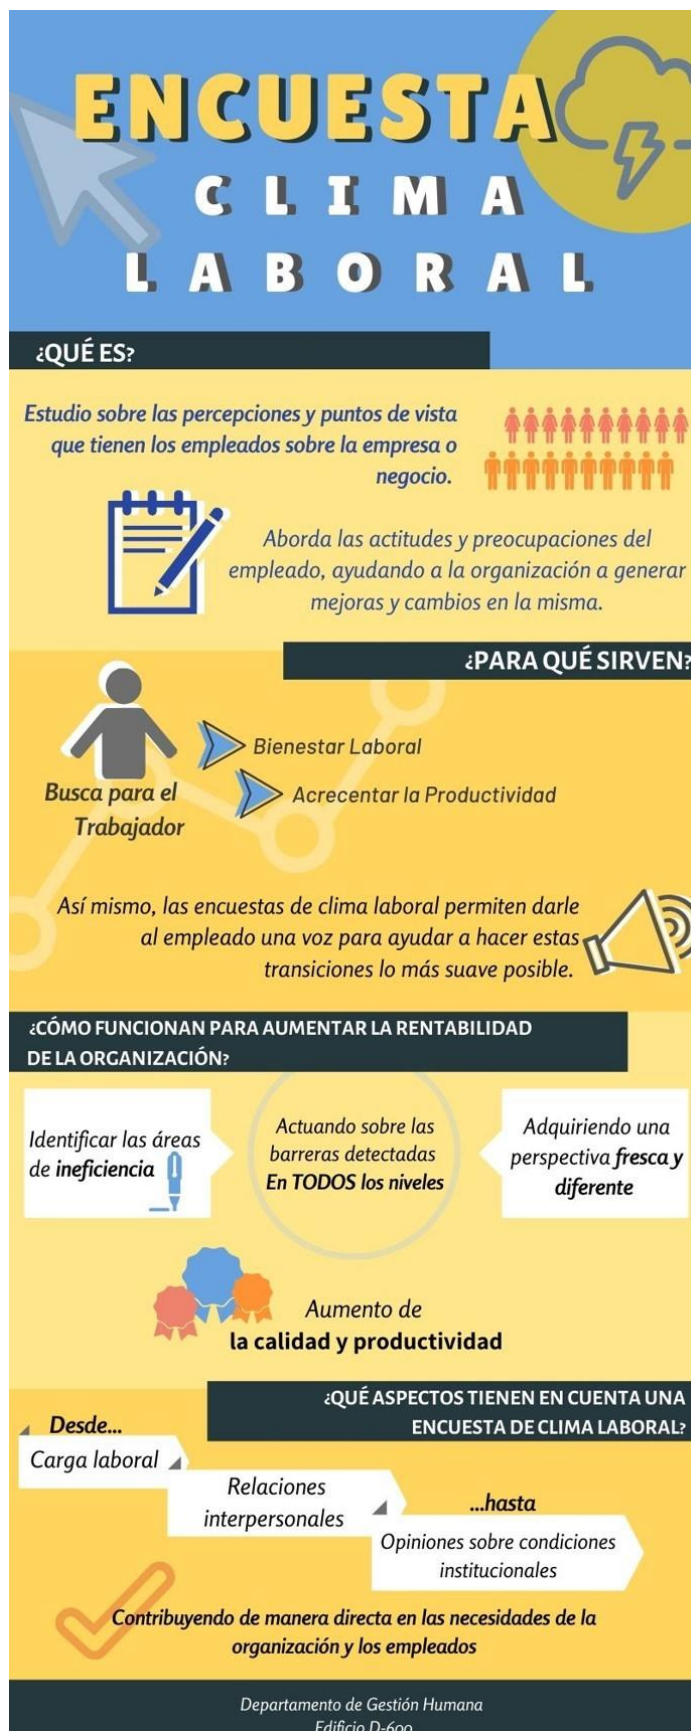 ENCUESTA
CLIMA
LABORAL
¿QUÉ ES?
Estudio sobre las percepciones y puntos de vista
que tienen los empleados sobre la empresa o
negocio.
Aborda las actitudes y preocupaciones del
empleado, ayudando a la organización a generar
mejoras y cambios en la misma.
¿PARA QUÉ SIRVEN?
Busca para el
Trabajador
Bienestar Laboral
Acrecentar la Productividad
Así mismo, las encuestas de clima laboral permiten darle
al empleado una voz para ayudar a hacer estas
transiciones lo más suave posible.
¿CÓMO FUNCIONAN PARA AUMENTAR LA RENTABILIDAD
DE LA ORGANIZACIÓN?
Identificar las áreas
de ineficiencia
Actuando sobre las
barreras detectadas
En TODOS los niveles
Adquiriendo una
perspectiva fresca y
diferente
Aumento de
la calidad y productividad
¿QUÉ ASPECTOS TIENEN EN CUENTA UNA
ENCUESTA DE CLIMA LABORAL?
Desde...
Carga laboral
Relaciones
interpersonales
...hasta
Opiniones sobre condiciones
institucionales
Contribuyendo de manera directa en las necesidades de la
organización y los empleados
Departamento de Gestión Humana
Edificio D-600